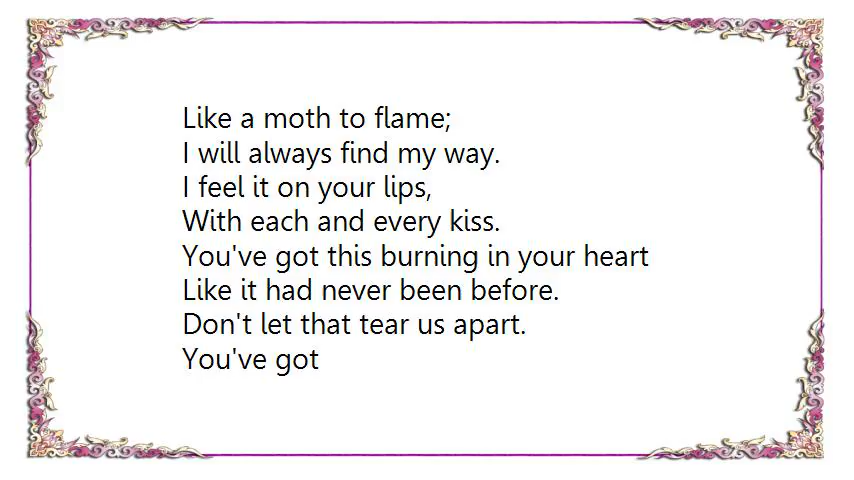 Like a moth to flame;
I will always find my way.
I feel it on your lips,
With each and every kiss.
You've got this burning in your heart
Like it had never been before.
Don't let that tear us apart.
You've got